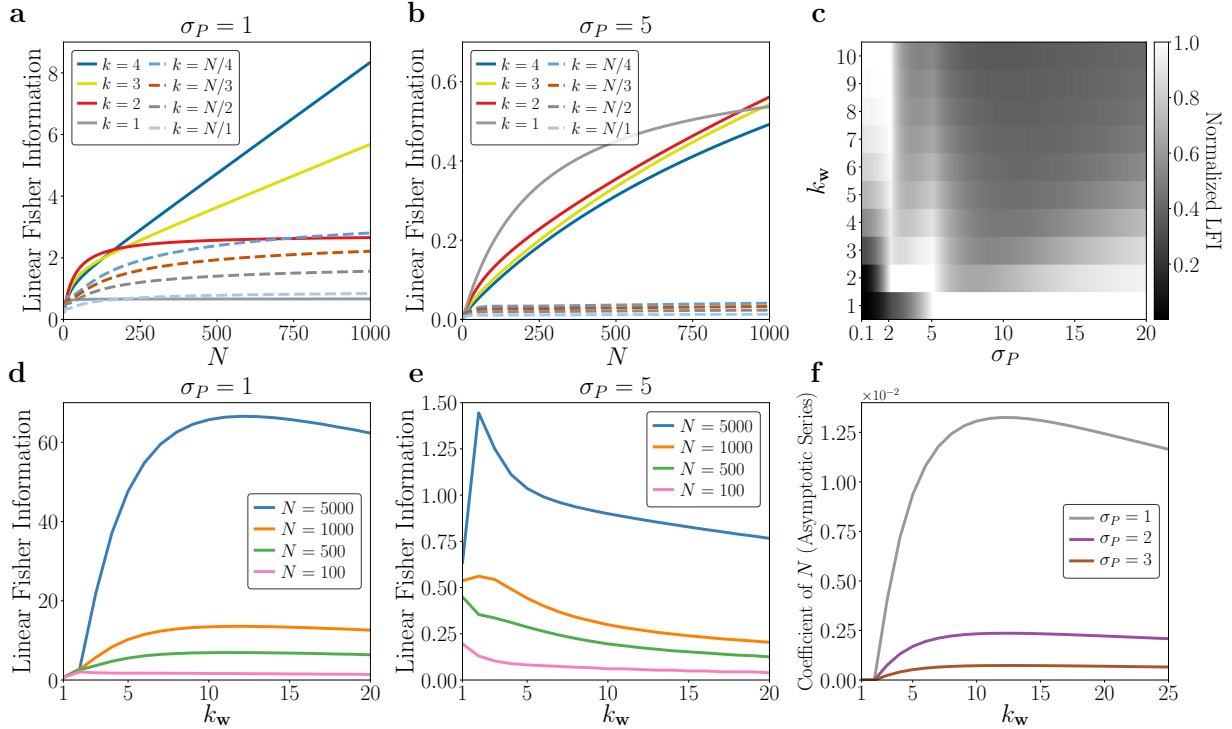 a
σ_P = 1
Linear Fisher Information
8
6
4
2
0
k = 4
k = 3
k = 2
k = 1
k = N/4
k = N/3
k = N/2
k = N/1
0 250 500 750 1000
N
b
σ_P = 5
Linear Fisher Information
0.6
0.4
0.2
0.0
k = 4
k = 3
k = 2
k = 1
k = N/4
k = N/3
k = N/2
k = N/1
0 250 500 750 1000
N
c
k_w
10
9
8
7
6
5
4
3
2
1
0.1 2 5 10 15 20
σ_P
1.0
0.8
0.6
0.4
0.2
Normalized LFI
d
σ_P = 1
Linear Fisher Information
60
40
20
0
N = 5000
N = 1000
N = 500
N = 100
1 5 10 15 20
k_w
e
σ_P = 5
Linear Fisher Information
1.50
1.25
1.00
0.75
0.50
0.25
0.00
N = 5000
N = 1000
N = 500
N = 100
1 5 10 15 20
k_w
f
×10⁻²
Coefficient of N (Asymptotic Series)
1.25
1.00
0.75
0.50
0.25
0.00
σ_P = 1
σ_P = 2
σ_P = 3
1 5 10 15 20 25
k_w